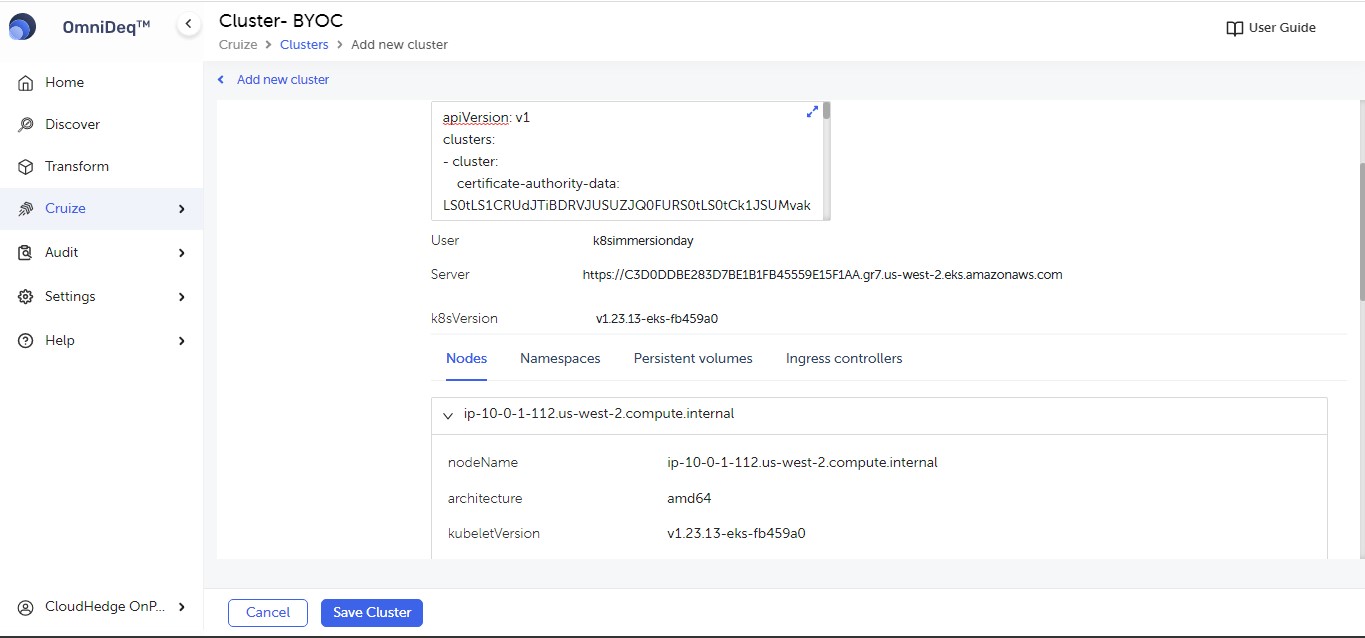 OmniDeq™
Cluster- BYOC
User Guide
Cruize > Clusters > Add new cluster
Home
Discover
Transform
Cruize
Audit
Settings
Help
CloudHedge OnP...
Add new cluster
apiVersion: v1
clusters:
- cluster:
certificate-authority-data:
LS0tLS1CRUdJTiBDRVJUSUZJQ0FURS0tLS0tCk1JSUMvak
User k8simmersionday
Server https://C3D0DDBE283D7BE1B1FB45559E15F1AA.gr7.us-west-2.eks.amazonaws.com
k8sVersion v1.23.13-eks-fb459a0
Nodes Namespaces Persistent volumes Ingress controllers
ip-10-0-1-112.us-west-2.compute.internal
nodeName ip-10-0-1-112.us-west-2.compute.internal
architecture amd64
kubeletVersion v1.23.13-eks-fb459a0
Cancel Save Cluster